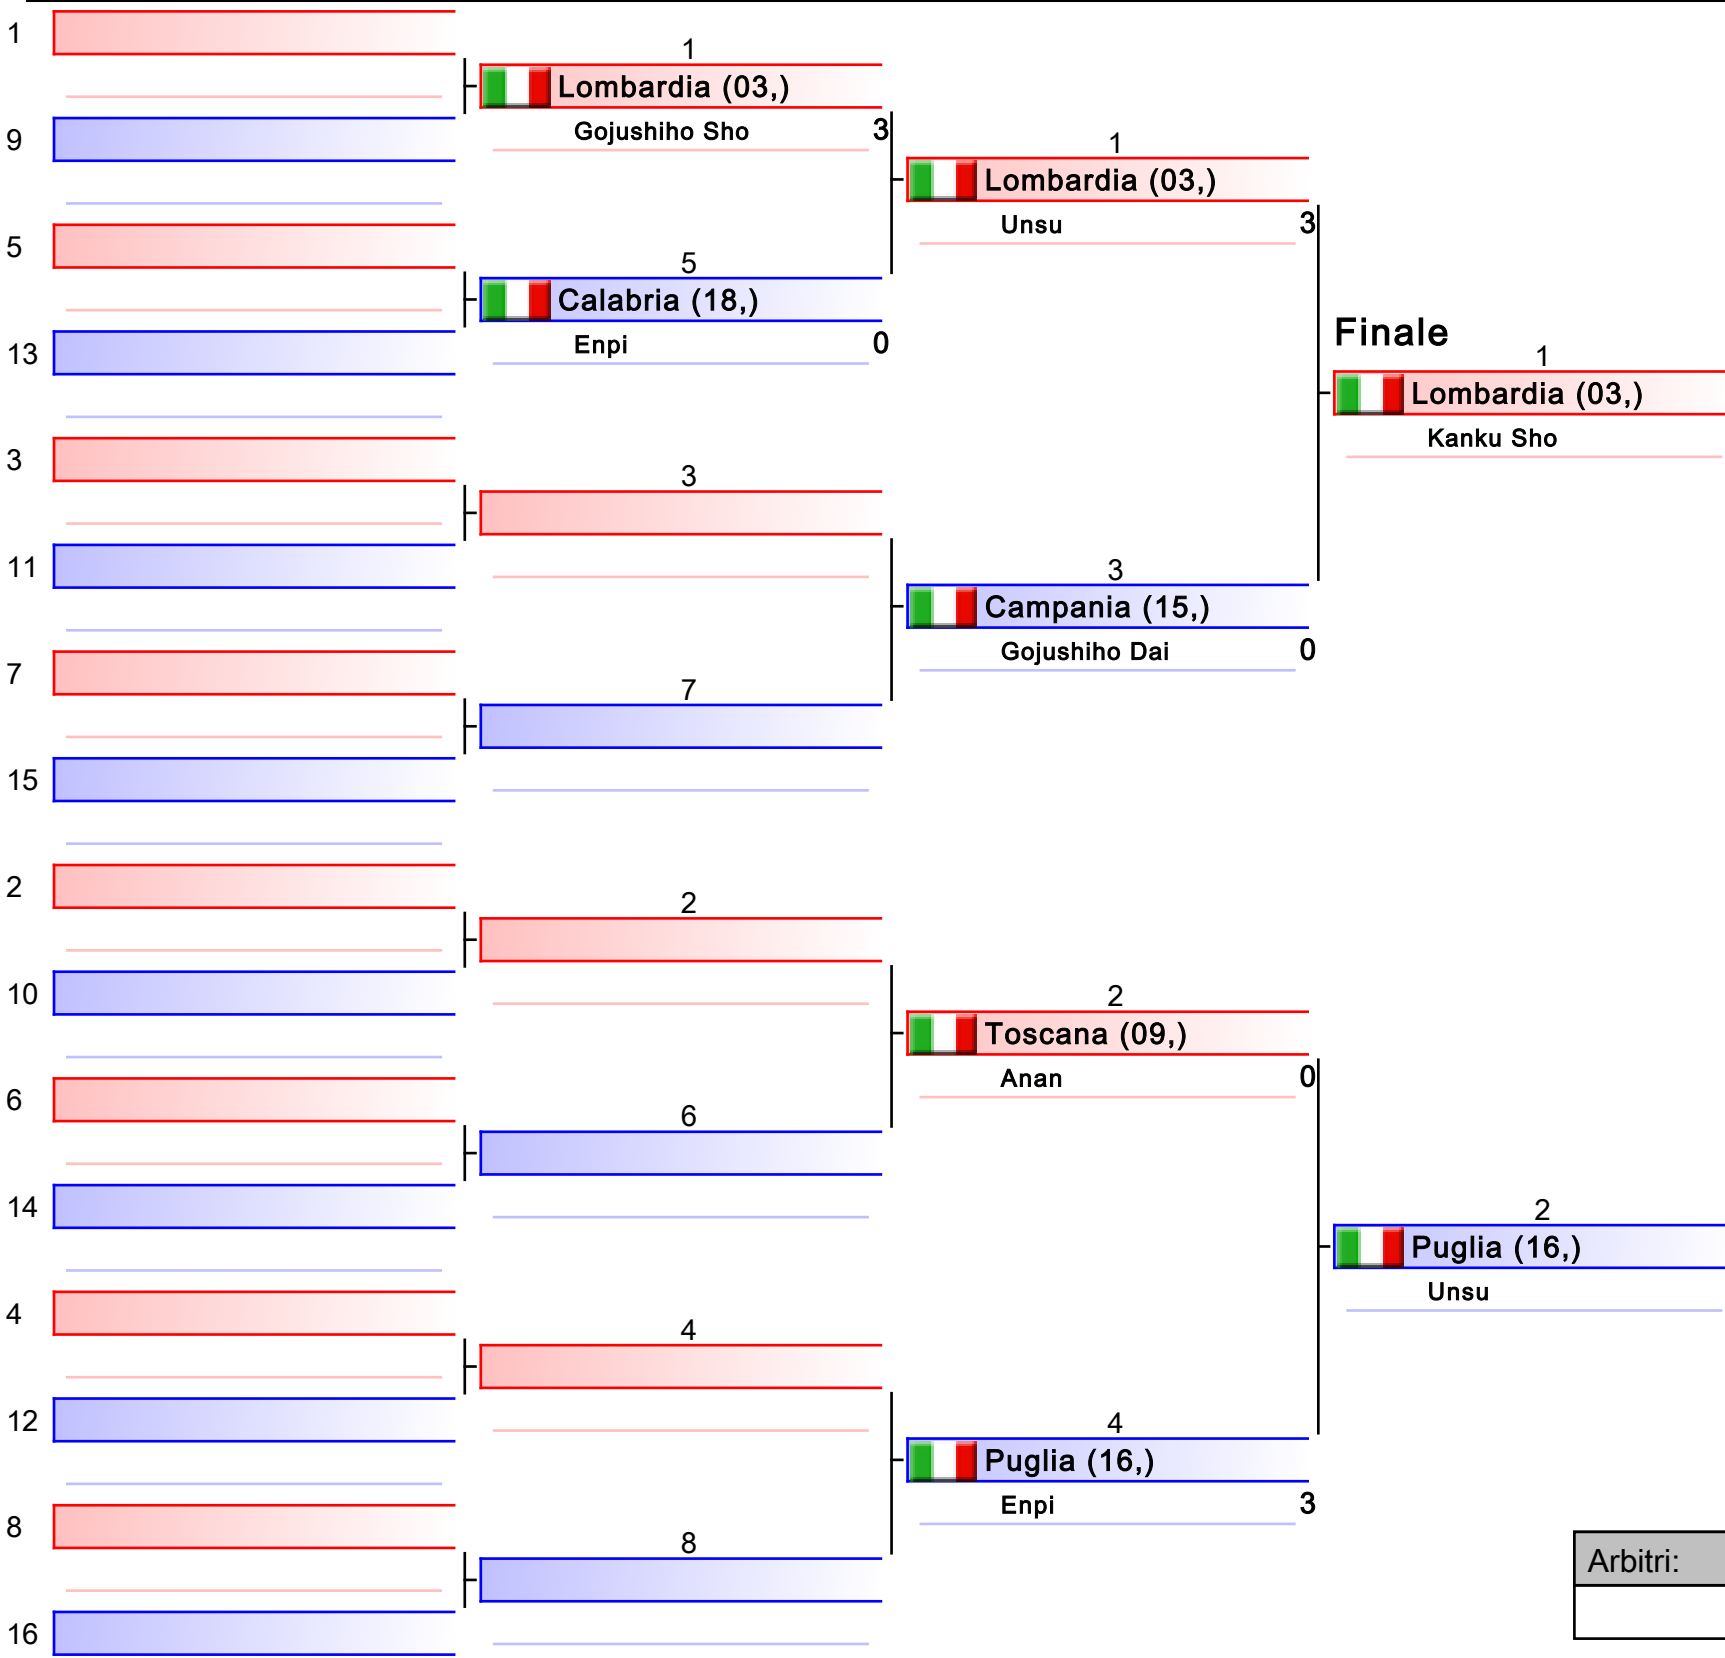 1
9
5
13
3
11
7
15
2
10
6
14
4
12
8
16
1
Lombardia (03,)
Gojushiho Sho 3
5
Calabria (18,)
Enpi 0
3
7
2
6
4
8
1
Lombardia (03,)
Unsu 3
3
Campania (15,)
Gojushiho Dai 0
2
Toscana (09,)
Anan 0
4
Puglia (16,)
Enpi 3
Finale
1
Lombardia (03,)
Kanku Sho
2
Puglia (16,)
Unsu
Arbitri: